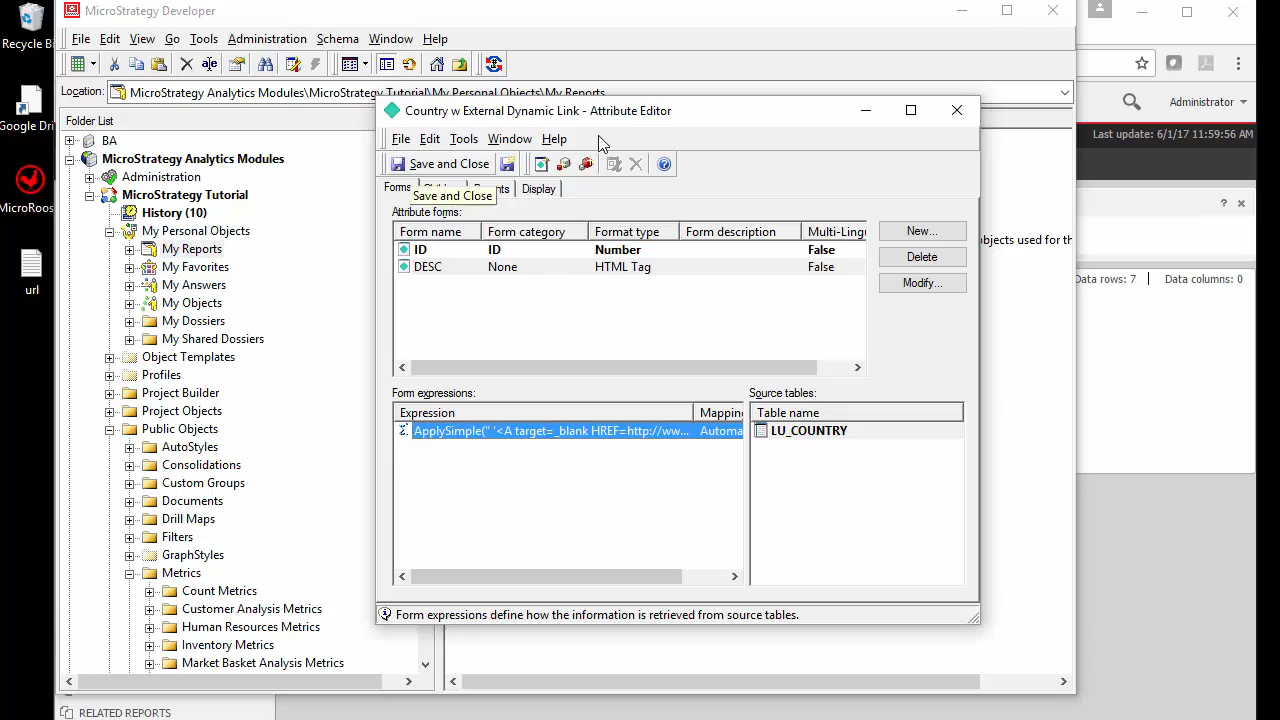 Recycle Bi
Google Dri
MicroRoos
url
MicroStrategy Developer
File Edit View Go Tools Administration Schema Window Help
Location: MicroStrategy Analytics Modules\MicroStrategy Tutorial\My Personal Objects\My Reports
Folder List
BA
MicroStrategy Analytics Modules
Administration
MicroStrategy Tutorial
History (10)
My Personal Objects
My Reports
My Favorites
My Answers
My Objects
My Dossiers
My Shared Dossiers
Object Templates
Profiles
Project Builder
Project Objects
Public Objects
AutoStyles
Consolidations
Custom Groups
Documents
Drill Maps
Filters
GraphStyles
Metrics
Count Metrics
Customer Analysis Metrics
Human Resources Metrics
Inventory Metrics
Market Basket Analysis Metrics
RELATED REPORTS
Country w External Dynamic Link - Attribute Editor
File Edit Tools Window Help
Save and Close
Forms Display
Save and Close
Attribute forms:
Form name Form category Format type Form description Multi-Lingu
ID ID Number False
DESC None HTML Tag False
New...
Delete
Modify...
Form expressions:
Expression Mapping
ApplySimple(" '<A target=_blank HREF=http://ww... Automa
Source tables:
Table name
LU_COUNTRY
Form expressions define how the information is retrieved from source tables.
Administrator
Last update: 6/1/17 11:59:56 AM
objects used for th
Data rows: 7 Data columns: 0